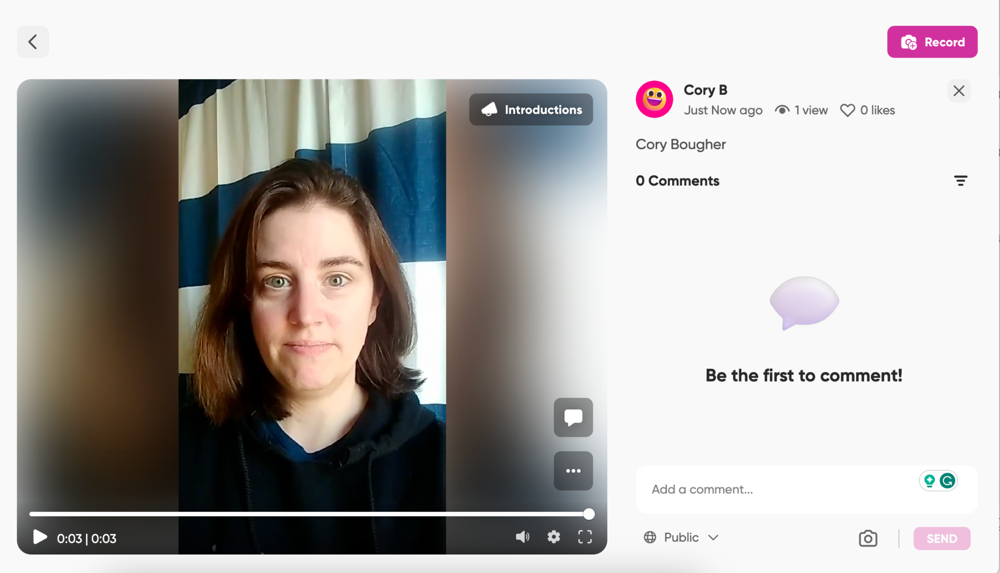 Record
Introductions
Cory B
Just Now ago 1 view 0 likes
Cory Bougher
0 Comments
Be the first to comment!
Add a comment...
0:03 | 0:03
Public
SEND